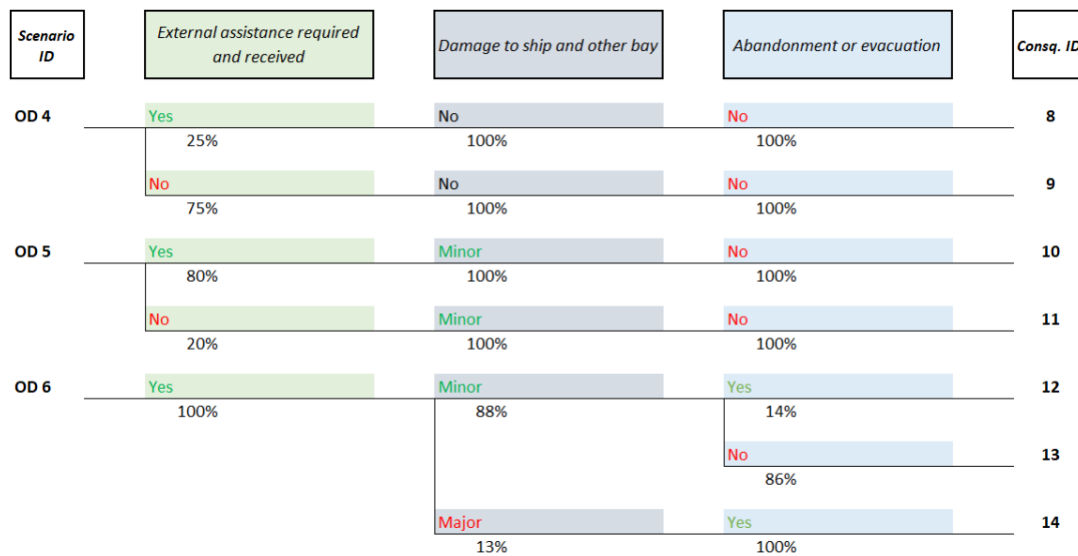 Scenario ID
External assistance required and received
Damage to ship and other bay
Abandonment or evacuation
Consq. ID
OD 4
Yes
No
No
8
25%
100%
100%
No
No
No
9
75%
100%
100%
OD 5
Yes
Minor
No
10
80%
100%
100%
No
Minor
No
11
20%
100%
100%
OD 6
Yes
Minor
Yes
12
100%
88%
14%
No
13
86%
Major
Yes
14
13%
100%